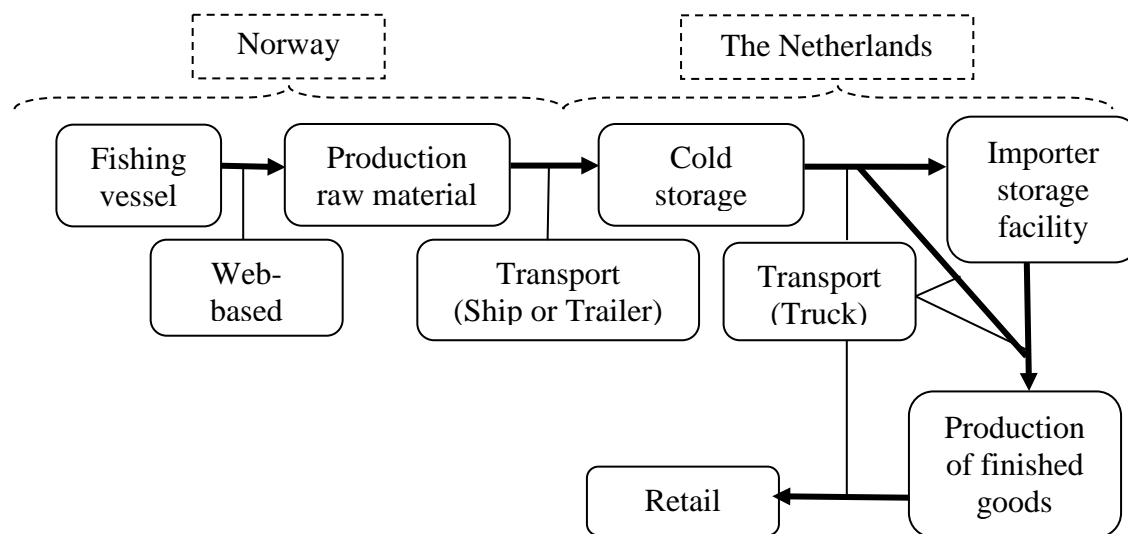 Norway
The Netherlands
Fishing
vessel
Production
raw material
Cold
storage
Importer
storage
facility
Web-
based
Transport
(Ship or Trailer)
Transport
(Truck)
Production
of finished
goods
Retail